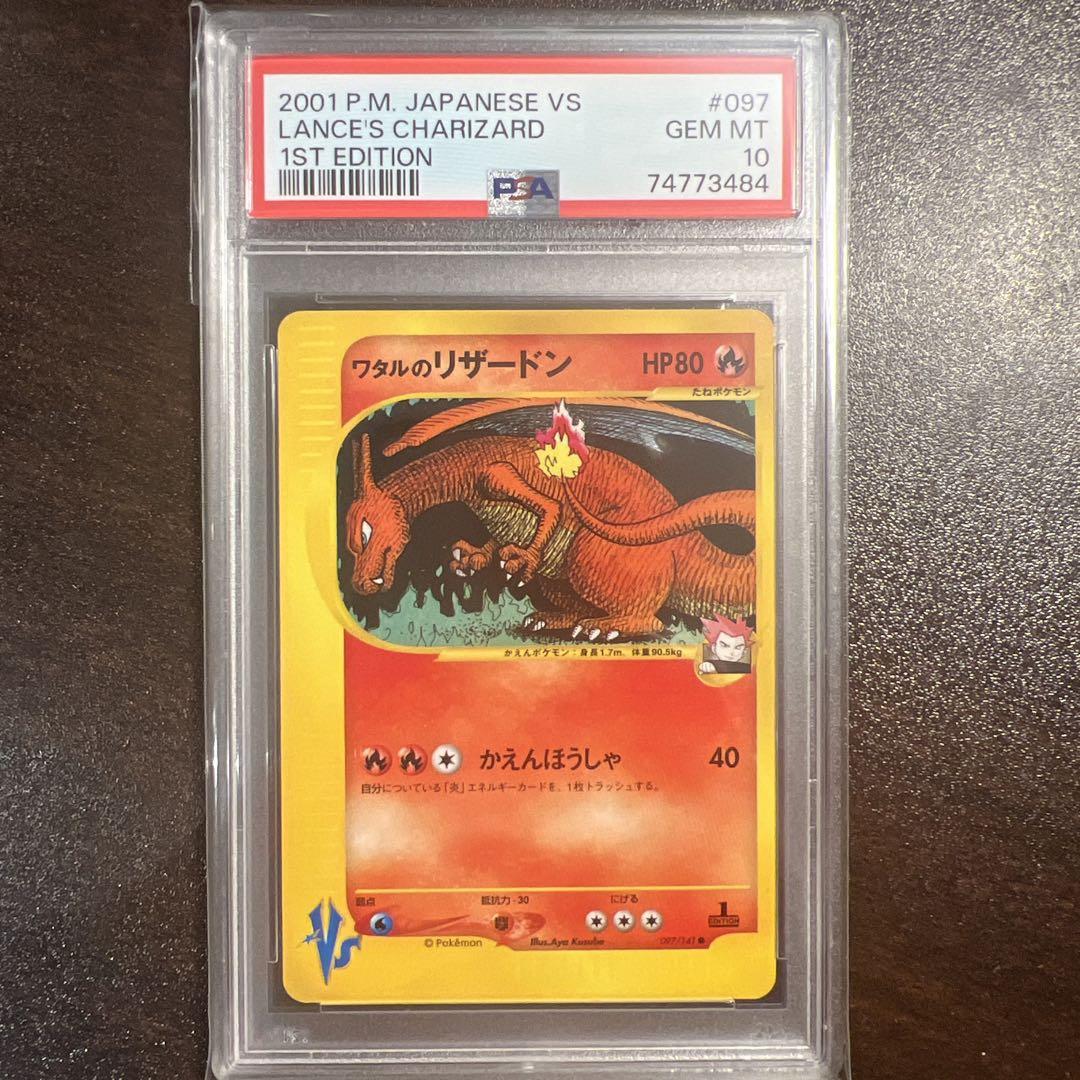 2001 P.M. JAPANESE VS #097
LANCE'S CHARIZARD GEM MT
1ST EDITION 10
PSA 74773484
ワタルのリザードン HP80
たねポケモン
かえんポケモン：身長1.7m、体重90.5kg
かえんほうしゃ 40
自分についている「炎」エネルギーカードを、1枚トラッシュする。
弱点 抵抗力-30 にげる
1 EDITION
Vs
© Pokémon Illus.Aya Kusube 097/141